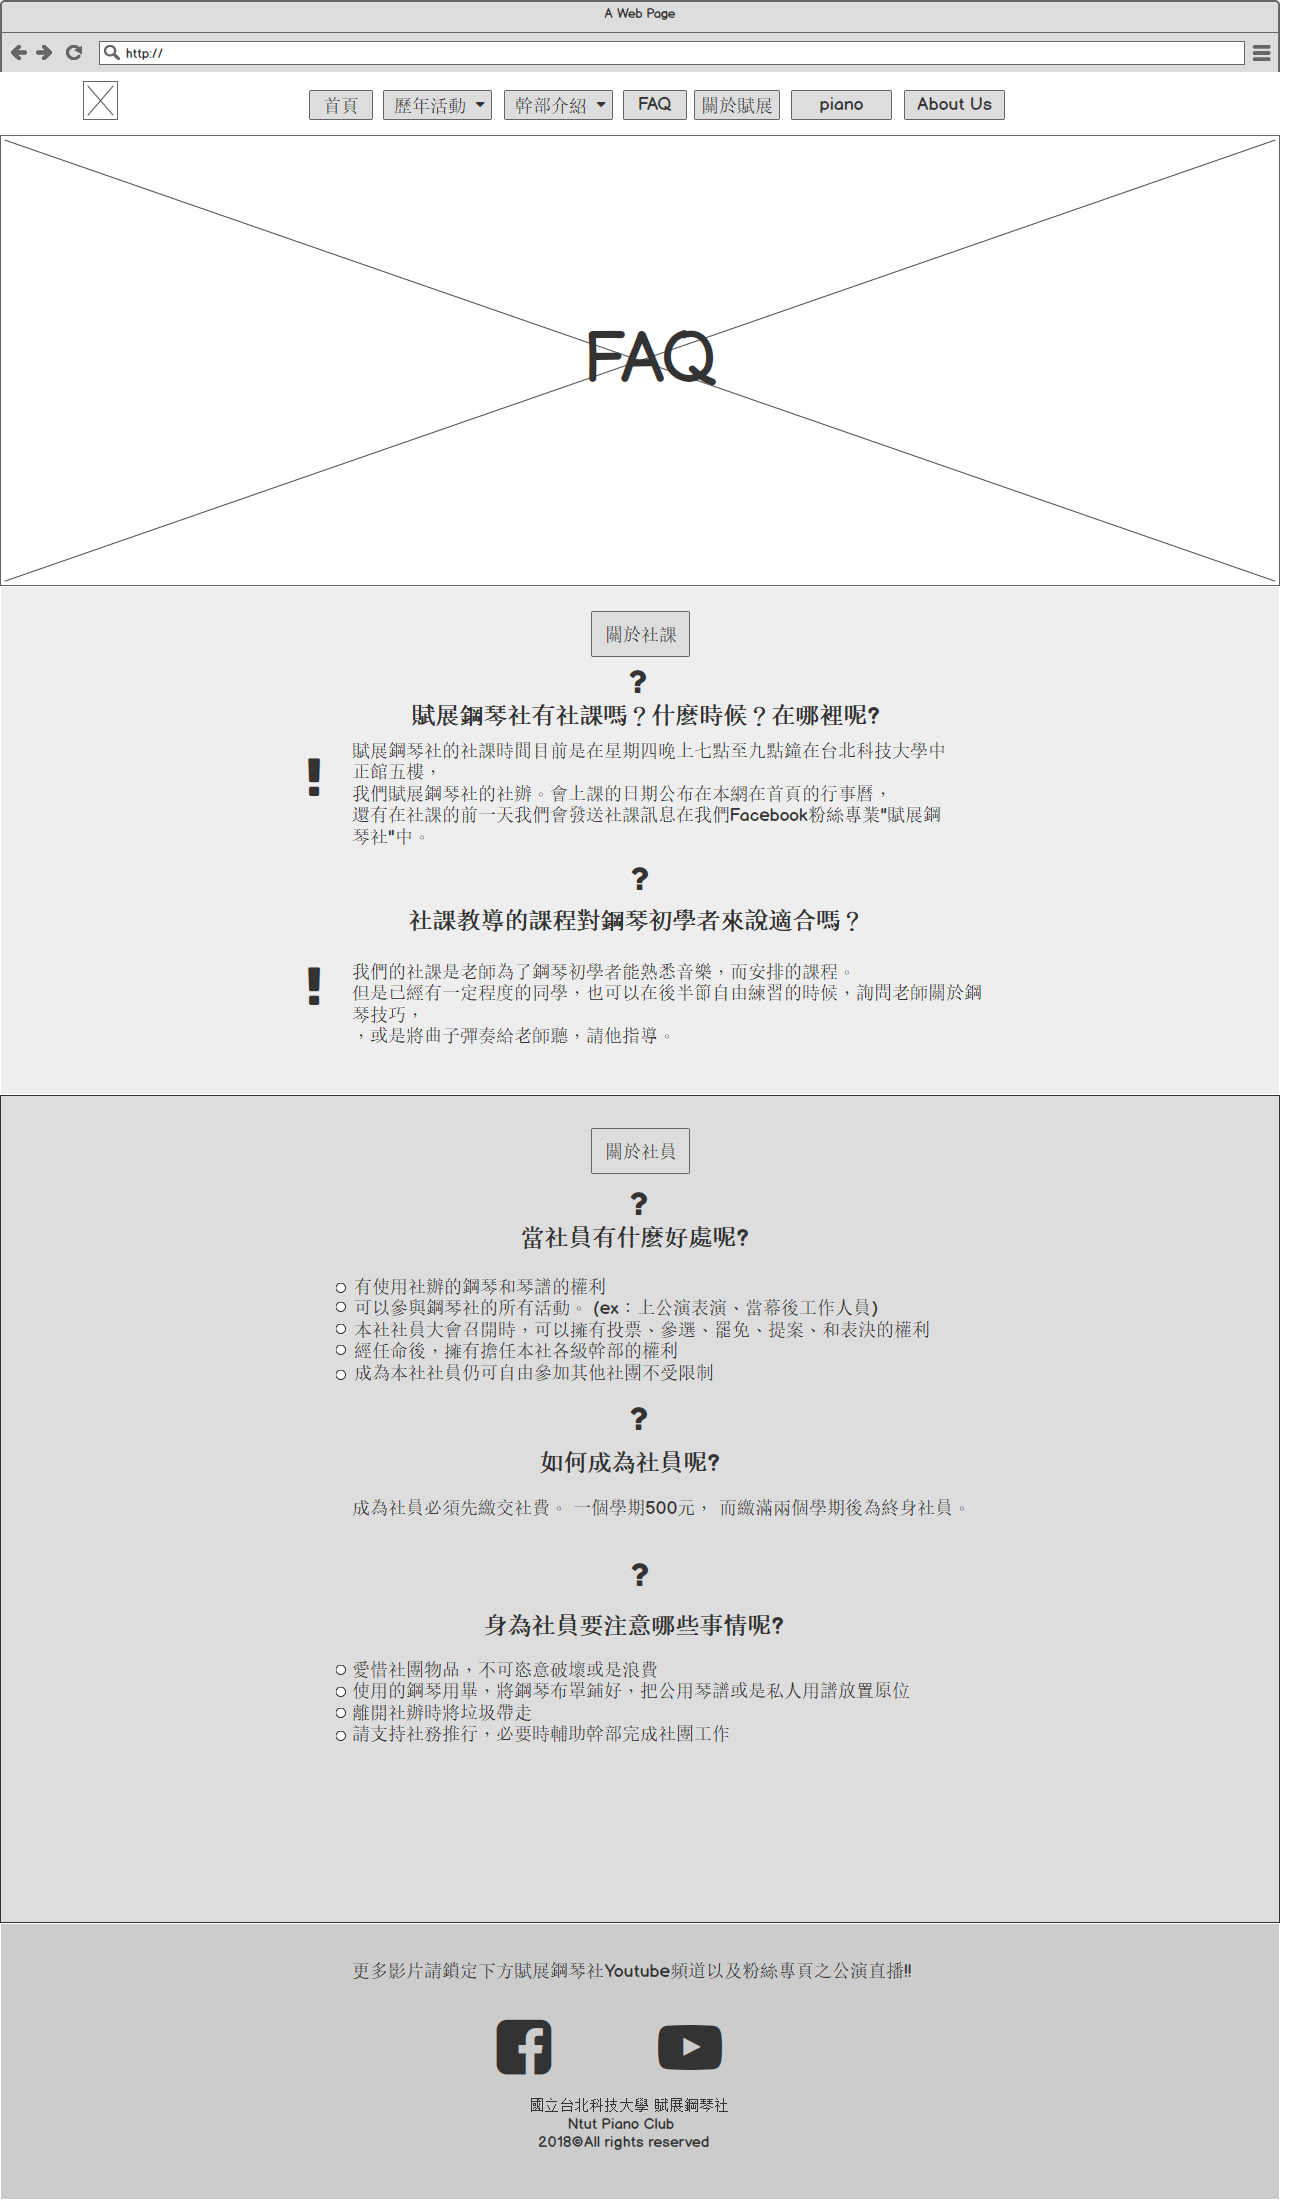 A Web Page
http://
首頁
歷年活動
幹部介紹
FAQ
關於賦展
piano
About Us
FAQ
關於社課
?
賦展鋼琴社有社課嗎？什麼時候？在哪裡呢?
!
賦展鋼琴社的社課時間目前是在星期四晚上七點至九點鐘在台北科技大學中
正館五樓，
我們賦展鋼琴社的社辦。會上課的日期公布在本網在首頁的行事曆，
還有在社課的前一天我們會發送社課訊息在我們Facebook粉絲專業"賦展鋼
琴社"中。
?
社課教導的課程對鋼琴初學者來說適合嗎？
!
我們的社課是老師為了鋼琴初學者能熟悉音樂，而安排的課程。
但是已經有一定程度的同學，也可以在後半節自由練習的時候，詢問老師關於鋼
琴技巧，
，或是將曲子彈奏給老師聽，請他指導。
關於社員
?
當社員有什麼好處呢?
有使用社辦的鋼琴和琴譜的權利
可以參與鋼琴社的所有活動。 (ex：上公演表演、當幕後工作人員)
本社社員大會召開時，可以擁有投票、參選、罷免、提案、和表決的權利
經任命後，擁有擔任本社各級幹部的權利
成為本社社員仍可自由參加其他社團不受限制
?
如何成為社員呢?
成為社員必須先繳交社費。 一個學期500元， 而繳滿兩個學期後為終身社員。
?
身為社員要注意哪些事情呢?
愛惜社團物品，不可恣意破壞或是浪費
使用的鋼琴用畢，將鋼琴布罩鋪好，把公用琴譜或是私人用譜放置原位
離開社辦時將垃圾帶走
請支持社務推行，必要時輔助幹部完成社團工作
更多影片請鎖定下方賦展鋼琴社Youtube頻道以及粉絲專頁之公演直播!!
國立台北科技大學 賦展鋼琴社
Ntut Piano Club
2018©All rights reserved